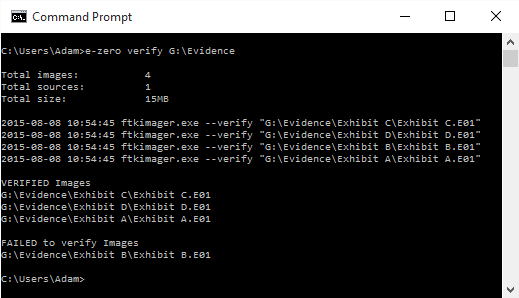 Command Prompt
C:\Users\Adam>e-zero verify G:\Evidence
Total images: 4
Total sources: 1
Total size: 15MB
2015-08-08 10:54:45 ftkimager.exe --verify "G:\Evidence\Exhibit C\Exhibit C.E01"
2015-08-08 10:54:45 ftkimager.exe --verify "G:\Evidence\Exhibit D\Exhibit D.E01"
2015-08-08 10:54:45 ftkimager.exe --verify "G:\Evidence\Exhibit B\Exhibit B.E01"
2015-08-08 10:54:45 ftkimager.exe --verify "G:\Evidence\Exhibit A\Exhibit A.E01"
VERIFIED Images
G:\Evidence\Exhibit C\Exhibit C.E01
G:\Evidence\Exhibit D\Exhibit D.E01
G:\Evidence\Exhibit A\Exhibit A.E01
FAILED to verify Images
G:\Evidence\Exhibit B\Exhibit B.E01
C:\Users\Adam>